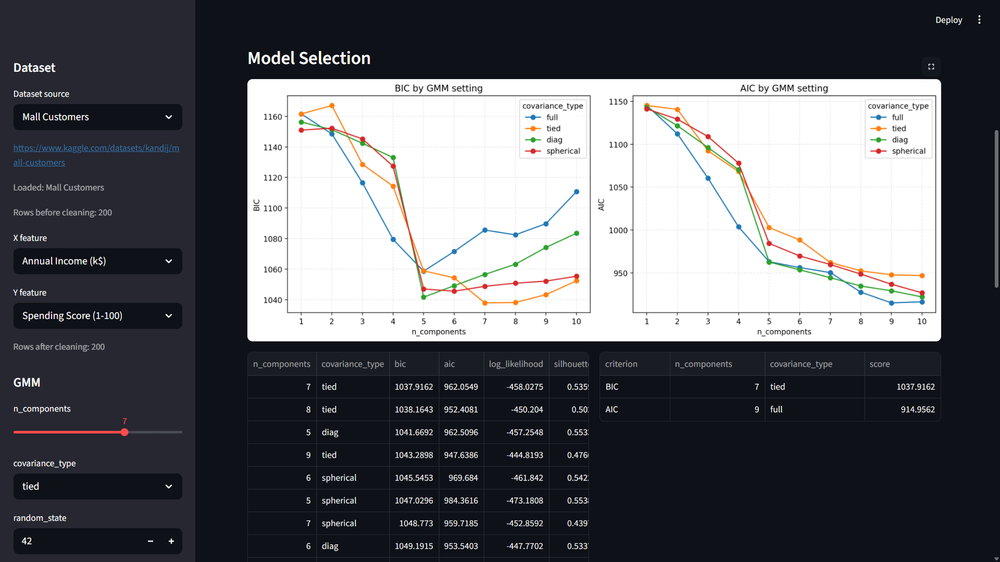 Deploy
Dataset
Dataset source
Mall Customers
https://www.kaggle.com/datasets/kandij/m
all-customers
Loaded: Mall Customers
Rows before cleaning: 200
X feature
Annual Income (k$)
Y feature
Spending Score (1-100)
Rows after cleaning: 200
GMM
n_components
7
covariance_type
tied
random_state
42
Model Selection
BIC by GMM setting
covariance_type
full
tied
diag
spherical
BIC
1160
1140
1120
1100
1080
1060
1040
1 2 3 4 5 6 7 8 9 10
n_components
AIC by GMM setting
covariance_type
full
tied
diag
spherical
AIC
1150
1100
1050
1000
950
1 2 3 4 5 6 7 8 9 10
n_components
n_components covariance_type bic aic log_likelihood silhouett
7 tied 1037.9162 962.0549 -458.0275 0.535
8 tied 1038.1643 952.4081 -450.204 0.50
5 diag 1041.6692 962.5096 -457.2548 0.553
9 tied 1043.2898 947.6386 -444.8193 0.476
6 spherical 1045.5453 969.684 -461.842 0.542
5 spherical 1047.0296 984.3616 -473.1808 0.553
7 spherical 1048.773 959.7185 -452.8592 0.439
6 diag 1049.1915 953.5403 -447.7702 0.533
criterion n_components covariance_type score
BIC 7 tied 1037.9162
AIC 9 full 914.9562